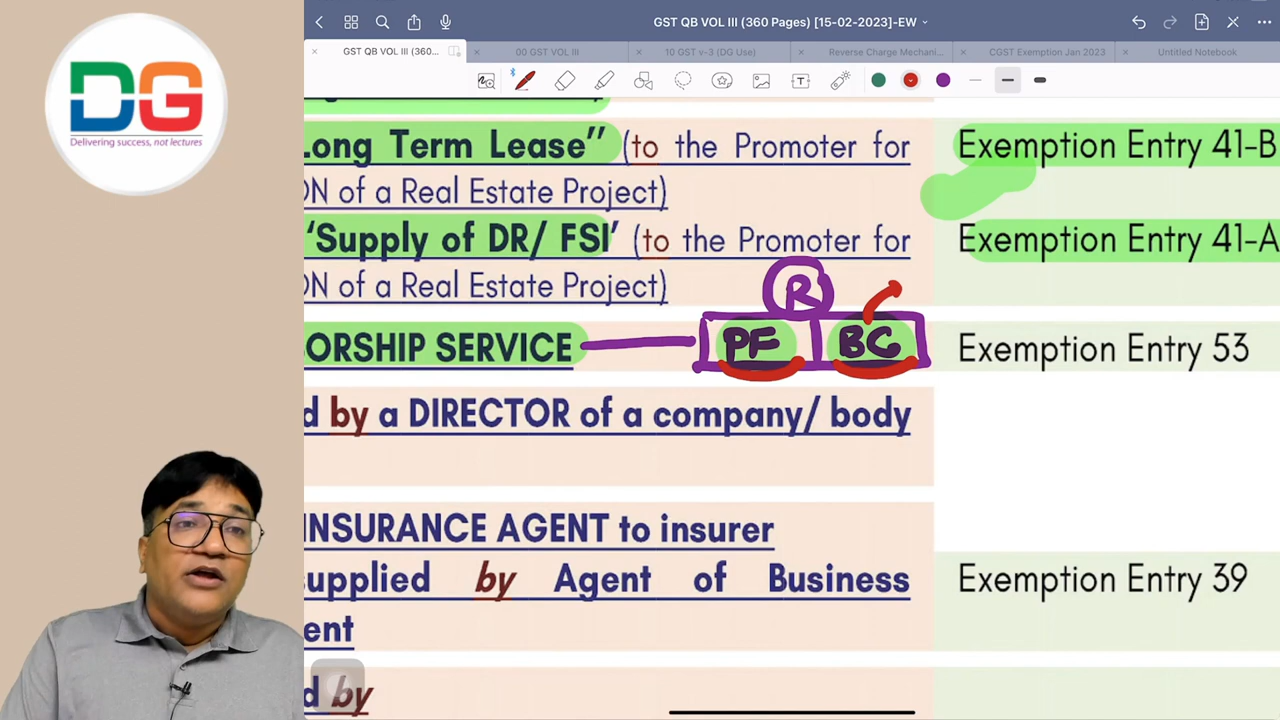 DG
Delivering success, not lectures
GST QB VOL III (360 Pages) [15-02-2023]-EW
GST QB VOL III (360...
00 GST VOL III
10 GST v-3 (DG Use)
Reverse Charge Mechani...
CGST Exemption Jan 2023
Untitled Notebook
Long Term Lease” (to the Promoter for
ON of a Real Estate Project)
Exemption Entry 41-B
‘Supply of DR/ FSI’ (to the Promoter for
ON of a Real Estate Project)
Exemption Entry 41-A
R
ORSHIP SERVICE
PF
BC
Exemption Entry 53
d by a DIRECTOR of a company/ body
INSURANCE AGENT to insurer
supplied by Agent of Business
ent
Exemption Entry 39
d by